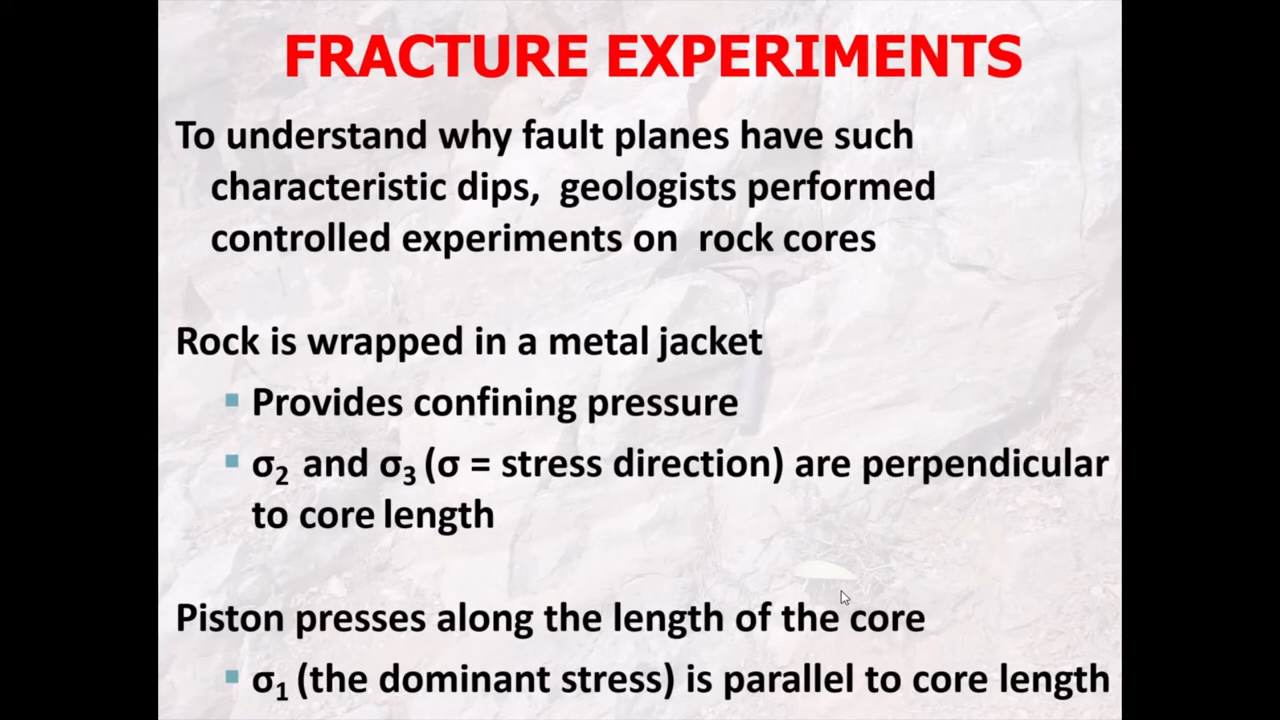 FRACTURE EXPERIMENTS
To understand why fault planes have such
characteristic dips, geologists performed
controlled experiments on rock cores
Rock is wrapped in a metal jacket
▪ Provides confining pressure
▪ σ₂ and σ₃ (σ = stress direction) are perpendicular
to core length
Piston presses along the length of the core
▪ σ₁ (the dominant stress) is parallel to core length